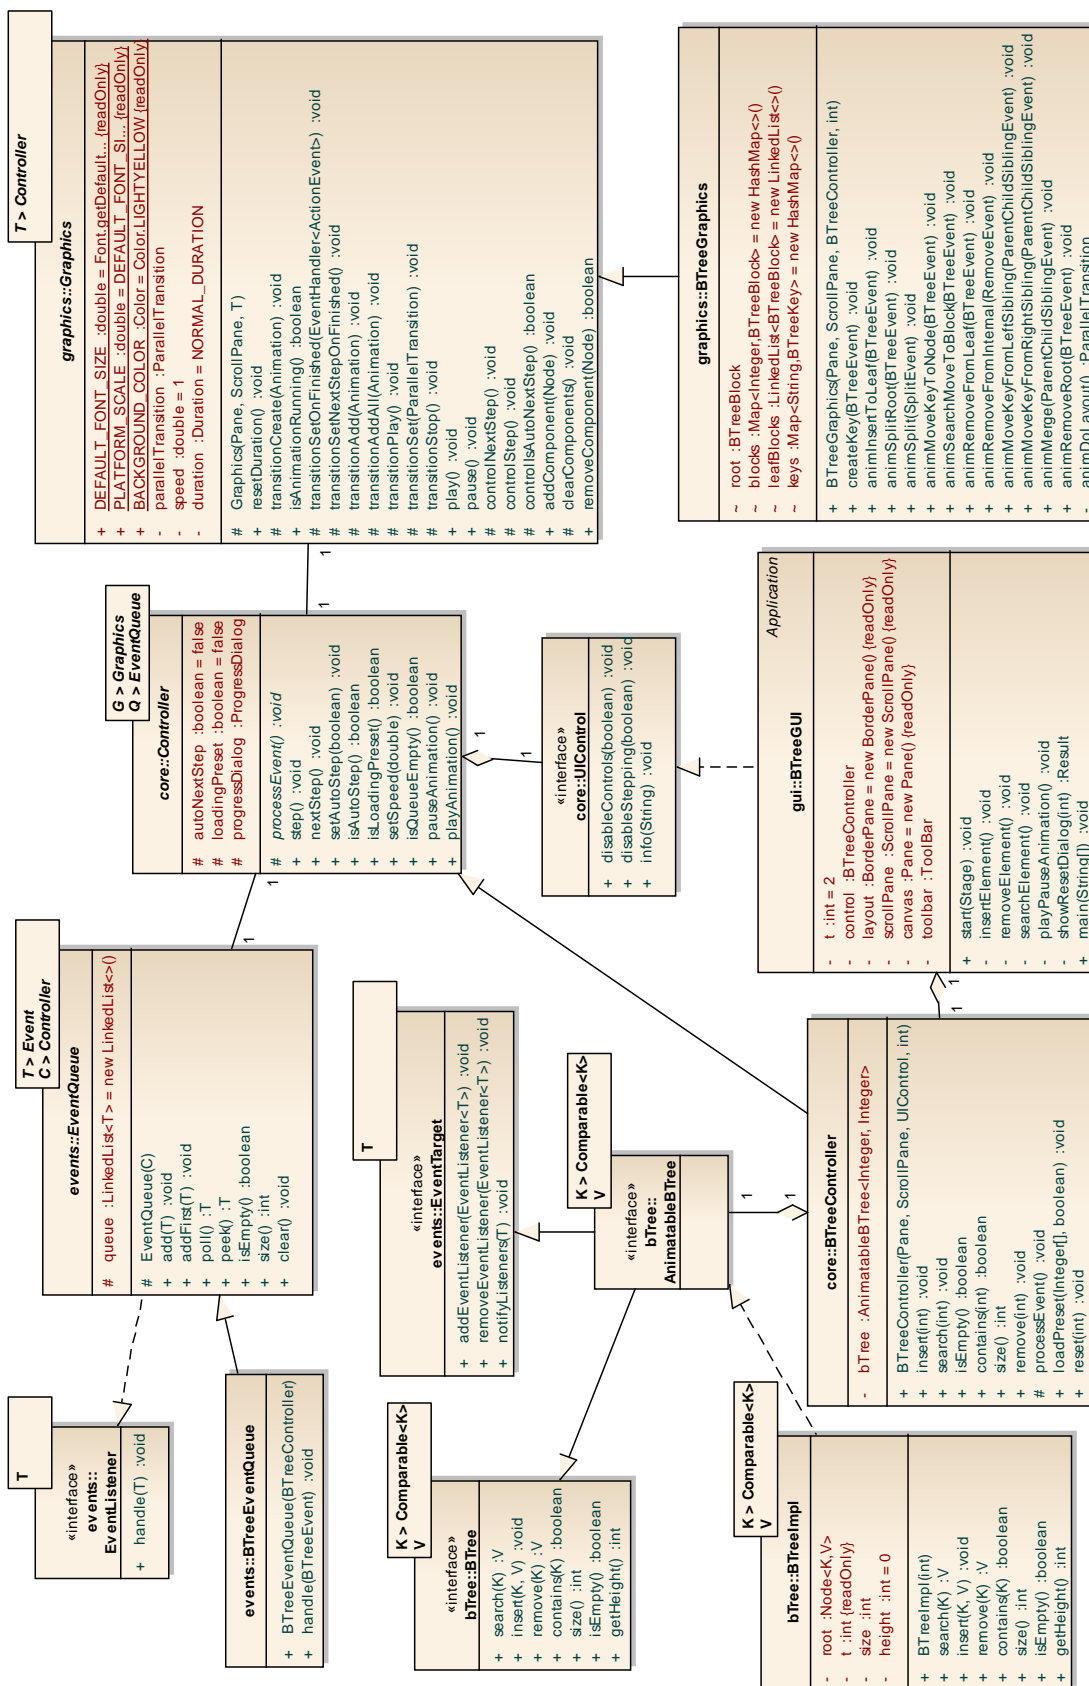 T
«interface»
events::
EventListener
+ handle(T) :void
T > Event
C > Controller
events::EventQueue
# queue :LinkedList<T> = new LinkedList<>()
# EventQueue(C)
+ add(T) :void
+ addFirst(T) :void
+ poll() :T
+ peek() :T
+ isEmpty() :boolean
+ size() :int
+ clear() :void
G > Graphics
Q > EventQueue
core::Controller
# autoNextStep :boolean = false
# loadingPreset :boolean = false
# progressDialog :ProgressDialog
# processEvent() :void
+ step() :void
+ nextStep() :void
+ setAutoStep(boolean) :void
+ isAutoStep() :boolean
+ isLoadingPreset() :boolean
+ setSpeed(double) :void
+ isQueueEmpty() :boolean
+ pauseAnimation() :void
+ playAnimation() :void
T > Controller
graphics::Graphics
+ DEFAULT_FONT_SIZE :double = Font.getDefault... {readOnly}
+ PLATFORM_SCALE :double = DEFAULT_FONT_SI... {readOnly}
+ BACKGROUND_COLOR :Color = Color.LIGHTYELLOW {readOnly}
- parallelTransition :ParallelTransition
- speed :double = 1
- duration :Duration = NORMAL_DURATION
# Graphics(Pane, ScrollPane, T)
+ resetDuration() :void
# transitionCreate(Animation) :void
+ isAnimationRunning() :boolean
# transitionSetOnFinished(EventHandler<ActionEvent>) :void
# transitionSetNextStepOnFinished() :void
# transitionAdd(Animation) :void
# transitionAddAll(Animation) :void
# transitionPlay() :void
# transitionSet(ParallelTransition) :void
# transitionStop() :void
+ play() :void
+ pause() :void
# controlNextStep() :void
# controlStep() :void
# controlIsAutoNextStep() :boolean
+ addComponent(Node) :void
# clearComponents() :void
+ removeComponent(Node) :boolean
1
1
1
1
1
1
events::BTreeEventQueue
+ BTreeEventQueue(BTreeController)
+ handle(BTreeEvent) :void
T
«interface»
events::EventTarget
+ addEventListener(EventListener<T>) :void
+ removeEventListener(EventListener<T>) :void
+ notifyListeners(T) :void
«interface»
core::UIControl
+ disableControls(boolean) :void
+ disableStepping(boolean) :void
+ info(String) :void
K > Comparable<K>
V
«interface»
bTree::BTree
+ search(K) :V
+ insert(K, V) :void
+ remove(K) :V
+ contains(K) :boolean
+ size() :int
+ isEmpty() :boolean
+ getHeight() :int
K > Comparable<K>
V
«interface»
bTree::
AnimatableBTree
1
1
K > Comparable<K>
V
bTree::BTreeImpl
- root :Node<K,V>
- t :int {readOnly}
- size :int
- height :int = 0
+ BTreeImpl(int)
+ search(K) :V
+ insert(K, V) :void
+ remove(K) :V
+ contains(K) :boolean
+ size() :int
+ isEmpty() :boolean
+ getHeight() :int
core::BTreeController
- bTree :AnimatableBTree<Integer, Integer>
+ BTreeController(Pane, ScrollPane, UIControl, int)
+ insert(int) :void
+ search(int) :void
+ isEmpty() :boolean
+ contains(int) :boolean
+ size() :int
+ remove(int) :void
# processEvent() :void
+ loadPreset(Integer[], boolean) :void
+ reset(int) :void
1
1
Application
gui::BTreeGUI
- t :int = 2
- control :BTreeController
- layout :BorderPane = new BorderPane() {readOnly}
- scrollPane :ScrollPane = new ScrollPane() {readOnly}
- canvas :Pane = new Pane() {readOnly}
- toolbar :ToolBar
+ start(Stage) :void
- insertElement() :void
- removeElement() :void
- searchElement() :void
- playPauseAnimation() :void
- showResetDialog(int) :Result
+ main(String[]) :void
graphics::BTreeGraphics
~ root :BTreeBlock
~ blocks :Map<Integer,BTreeBlock> = new HashMap<>()
~ leafBlocks :LinkedList<BTreeBlock> = new LinkedList<>()
~ keys :Map<String,BTreeKey> = new HashMap<>()
+ BTreeGraphics(Pane, ScrollPane, BTreeController, int)
+ createKey(BTreeEvent) :void
+ animInsertToLeaf(BTreeEvent) :void
+ animSplitRoot(BTreeEvent) :void
+ animSplit(SplitEvent) :void
+ animMoveKeyToNode(BTreeEvent) :void
+ animSearchMoveToBlock(BTreeEvent) :void
+ animRemoveFromLeaf(BTreeEvent) :void
+ animRemoveFromInternal(RemoveEvent) :void
+ animMoveKeyFromLeftSibling(ParentChildSiblingEvent) :void
+ animMoveKeyFromRightSibling(ParentChildSiblingEvent) :void
+ animMerge(ParentChildSiblingEvent) :void
+ animRemoveRoot(BTreeEvent) :void
- animDoLayout() :ParallelTransition